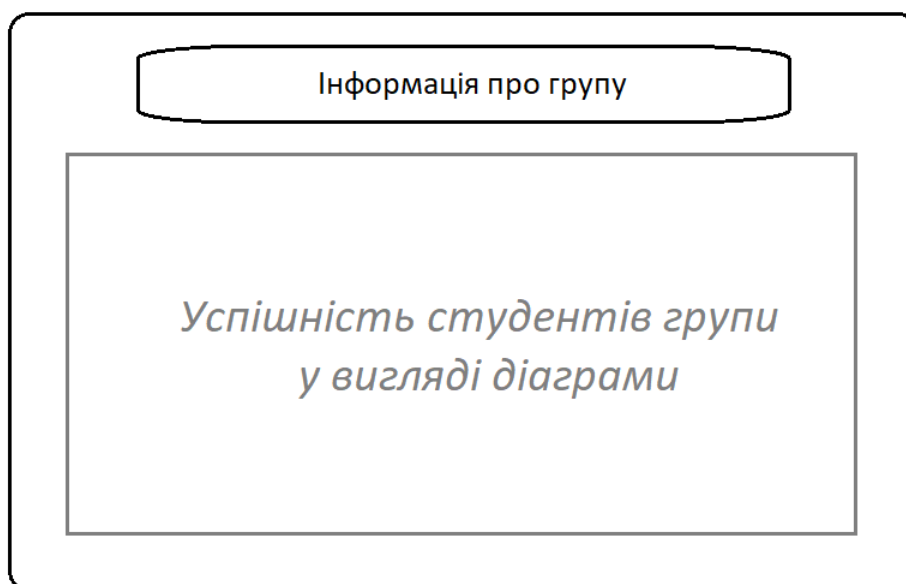 Інформація про групу
Успішність студентів групи
у вигляді діаграми